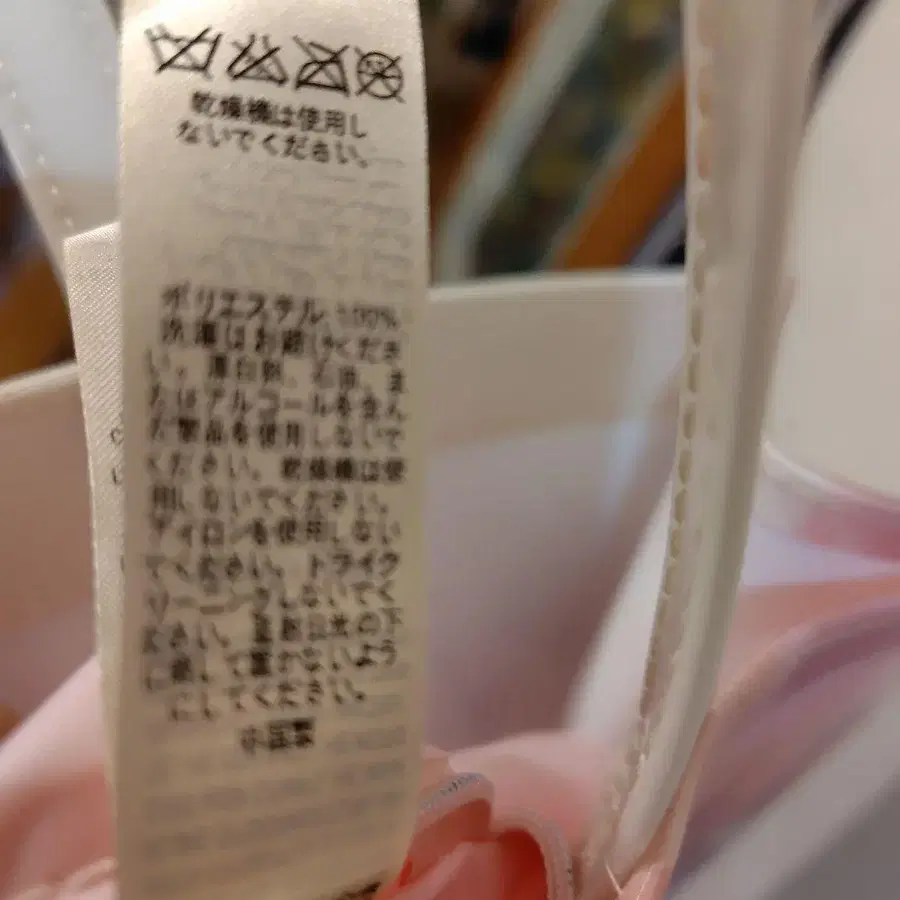 乾燥機は使用し
ないでください。
ポリエステル 100%
洗濯はお避けくださ
い。漂白剤、石油、ま
たはアルコールを含ん
だ製品を使用しないで
ください。乾燥機は使
用しないでください。
アイロンを使用しない
でください。ドライク
リーニングしないでく
ださい。直射日光の下
に置かないよう
にしてください。
中国製